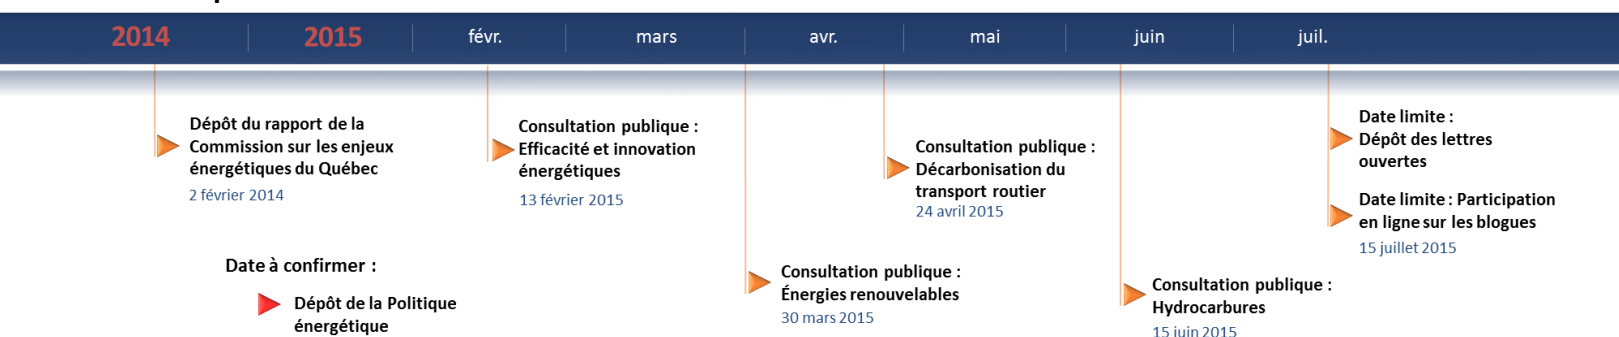 2014 2015 févr. mars avr. mai juin juil.
Dépôt du rapport de la
Commission sur les enjeux
énergétiques du Québec
2 février 2014
Consultation publique :
Efficacité et innovation
énergétiques
13 février 2015
Consultation publique :
Énergies renouvelables
30 mars 2015
Consultation publique :
Décarbonisation du
transport routier
24 avril 2015
Consultation publique :
Hydrocarbures
15 juin 2015
Date limite :
Dépôt des lettres
ouvertes
Date limite : Participation
en ligne sur les blogues
15 juillet 2015
Date à confirmer :
Dépôt de la Politique
énergétique